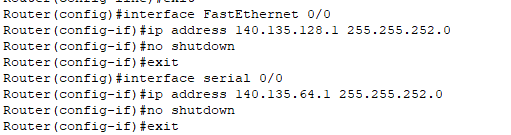 Router(config)#interface FastEthernet 0/0
Router(config-if)#ip address 140.135.128.1 255.255.252.0
Router(config-if)#no shutdown
Router(config-if)#exit
Router(config)#interface serial 0/0
Router(config-if)#ip address 140.135.64.1 255.255.252.0
Router(config-if)#no shutdown
Router(config-if)#exit